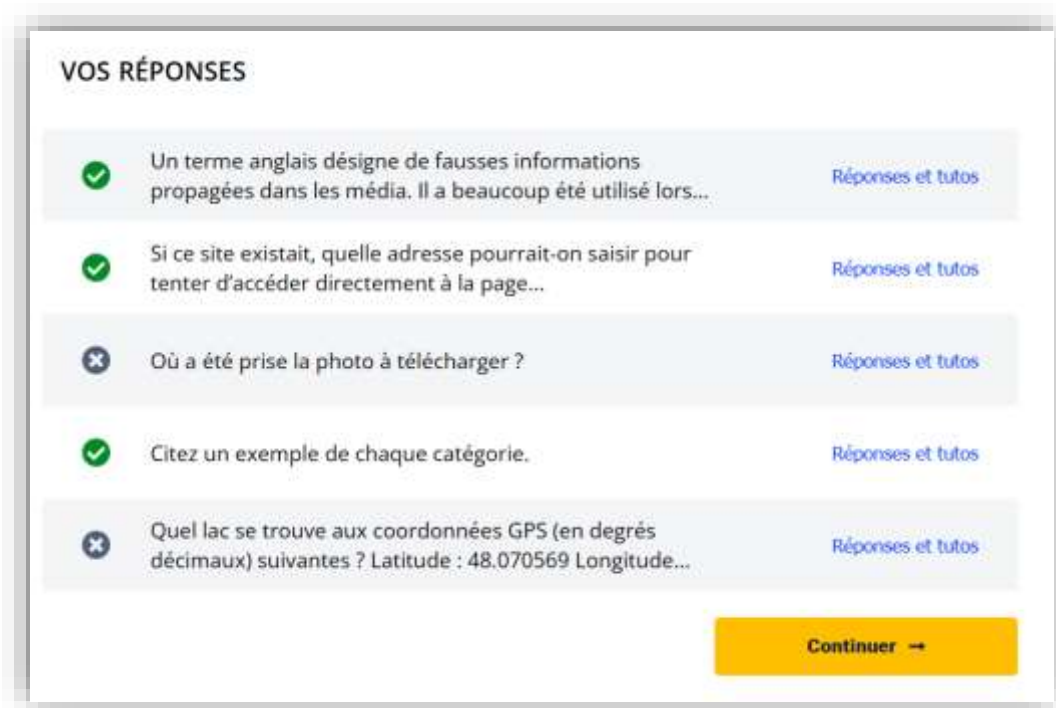 VOS RÉPONSES
Un terme anglais désigne de fausses informations
propagées dans les média. Il a beaucoup été utilisé lors...
Réponses et tutos
Si ce site existait, quelle adresse pourrait-on saisir pour
tenter d'accéder directement à la page...
Réponses et tutos
Où a été prise la photo à télécharger ?
Réponses et tutos
Citez un exemple de chaque catégorie.
Réponses et tutos
Quel lac se trouve aux coordonnées GPS (en degrés
décimaux) suivantes ? Latitude : 48.070569 Longitude...
Réponses et tutos
Continuer →